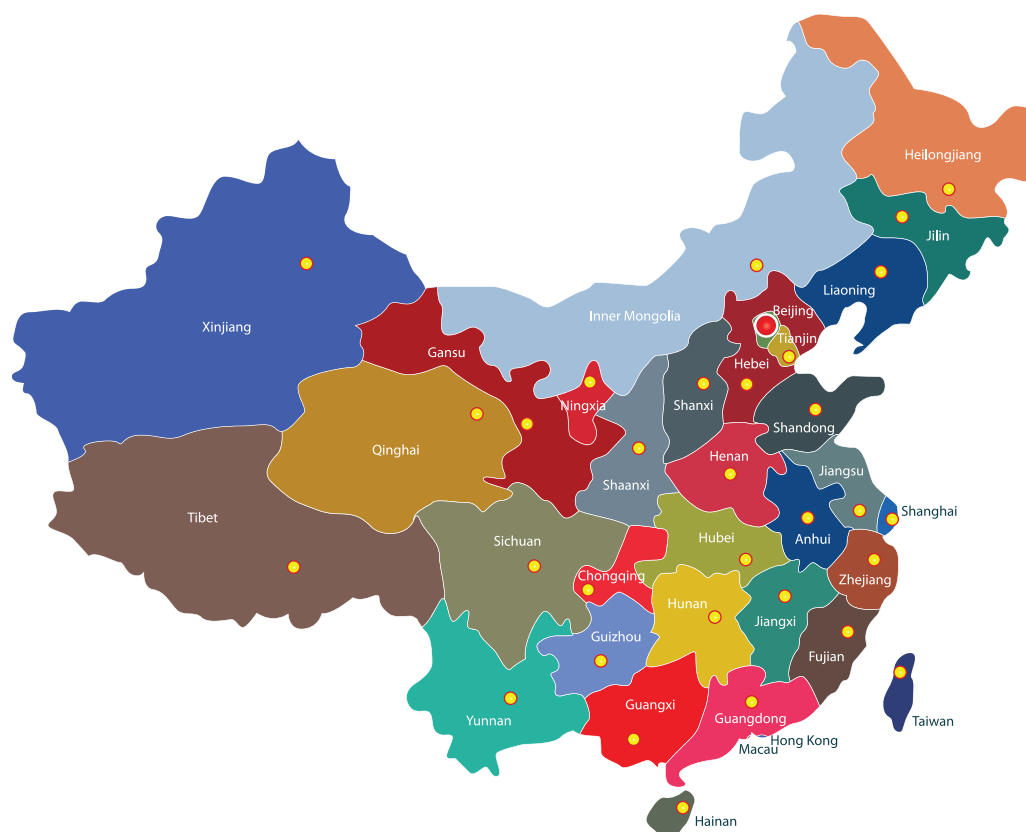 Heilongjiang
Jilin
Liaoning
Beijing
Inner Mongolia
Xinjiang
Tianjin
Gansu
Hebei
Ningxia
Shanxi
Shandong
Qinghai
Henan
Jiangsu
Shaanxi
Shanghai
Tibet
Sichuan
Hubei
Anhui
Chongqing
Zhejiang
Hunan
Jiangxi
Guizhou
Fujian
Guangxi
Yunnan
Guangdong
Taiwan
Hong Kong
Macau
Hainan